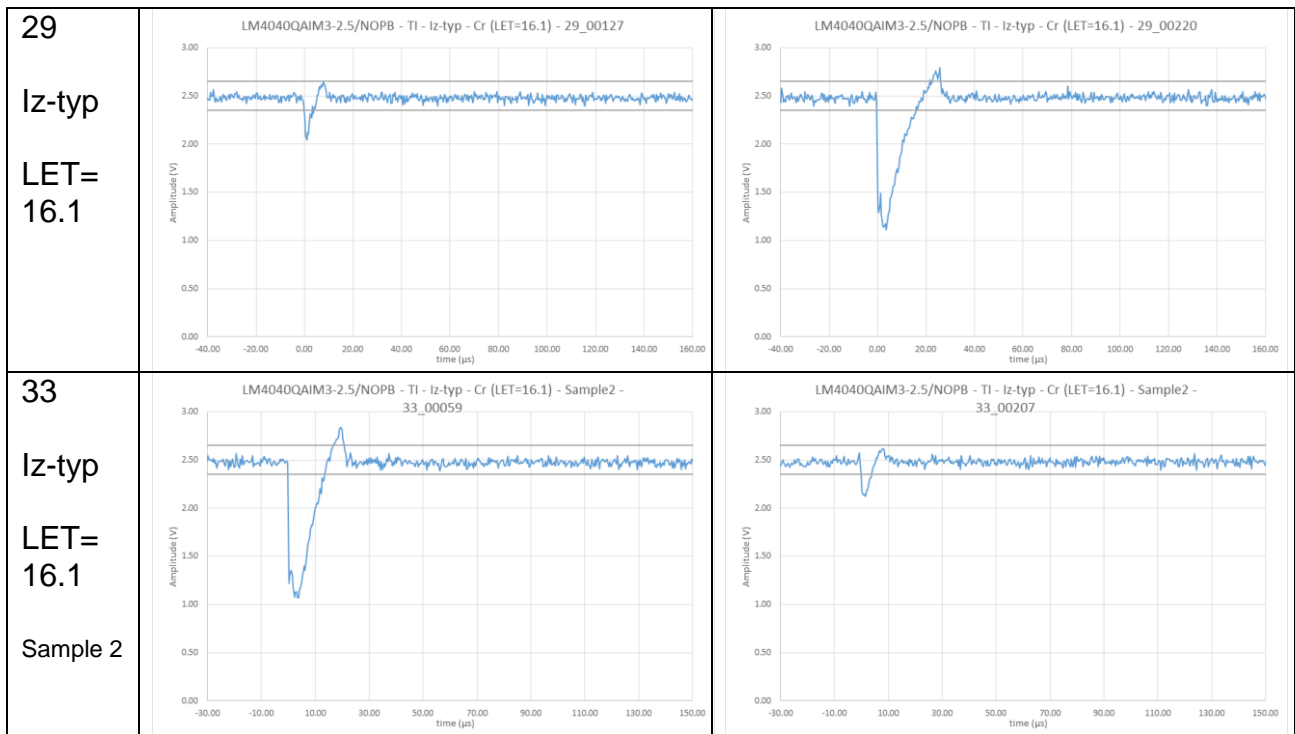 29
Iz-typ
LET=
16.1
LM4040QAIM3-2.5/NOPB - TI - Iz-typ - Cr (LET=16.1) - 29_00127
3.00
2.50
2.00
1.50
1.00
0.50
0.00
Amplitude (V)
-40.00 -20.00 0.00 20.00 40.00 60.00 80.00 100.00 120.00 140.00 160.00
time (µs)
LM4040QAIM3-2.5/NOPB - TI - Iz-typ - Cr (LET=16.1) - 29_00220
3.00
2.50
2.00
1.50
1.00
0.50
0.00
Amplitude (V)
-40.00 -20.00 0.00 20.00 40.00 60.00 80.00 100.00 120.00 140.00 160.00
time (µs)
33
Iz-typ
LET=
16.1
Sample 2
LM4040QAIM3-2.5/NOPB - TI - Iz-typ - Cr (LET=16.1) - Sample2 -
33_00059
3.00
2.50
2.00
1.50
1.00
0.50
0.00
Amplitude (V)
-30.00 -10.00 10.00 30.00 50.00 70.00 90.00 110.00 130.00 150.00
time (µs)
LM4040QAIM3-2.5/NOPB - TI - Iz-typ - Cr (LET=16.1) - Sample2 -
33_00207
3.00
2.50
2.00
1.50
1.00
0.50
0.00
Amplitude (V)
-30.00 -10.00 10.00 30.00 50.00 70.00 90.00 110.00 130.00 150.00
time (µs)